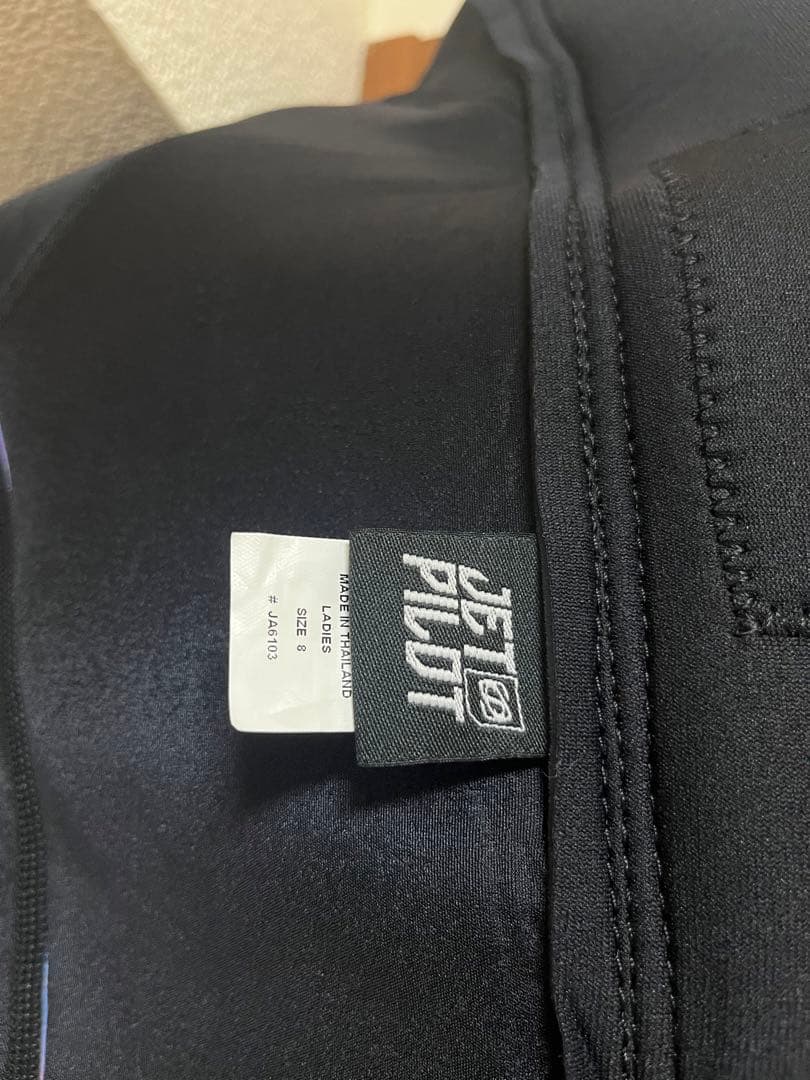 JET
PILOT
MADE IN THAILAND
LADIES
SIZE 8
# JA6103